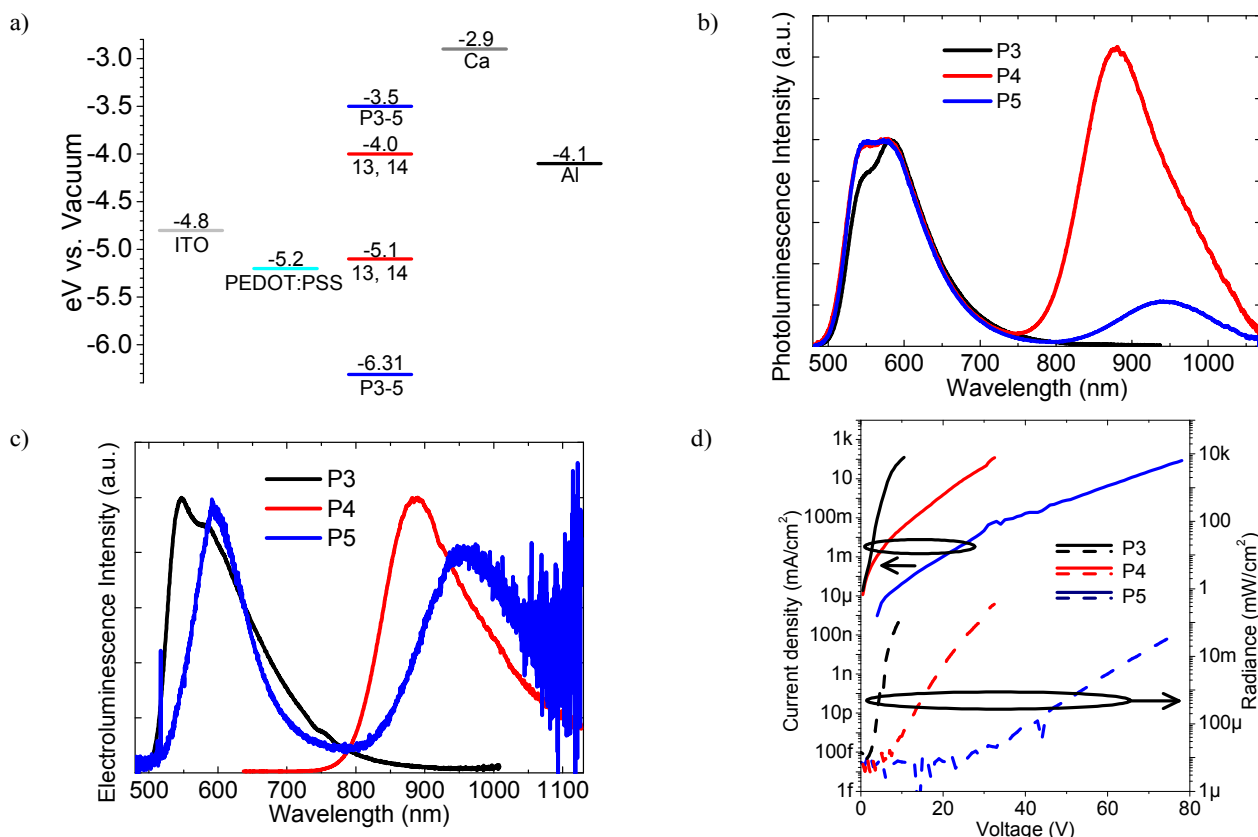 a)
eV vs. Vacuum
-3.0
-3.5
-4.0
-4.5
-5.0
-5.5
-6.0
-2.9
Ca
-3.5
P3-5
-4.0
13, 14
-4.1
Al
-4.8
ITO
-5.2
PEDOT:PSS
-5.1
13, 14
-6.31
P3-5
b)
Photoluminescence Intensity (a.u.)
P3
P4
P5
500 600 700 800 900 1000
Wavelength (nm)
c)
Electroluminescence Intensity (a.u.)
P3
P4
P5
500 600 700 800 900 1000 1100
Wavelength (nm)
d)
Current density (mA/cm²)
1k
10
100m
1m
10µ
100n
1n
10p
100f
1f
P3
P4
P5
10k
100
1
10m
100µ
1µ
Radiance (mW/cm²)
0 20 40 60 80
Voltage (V)